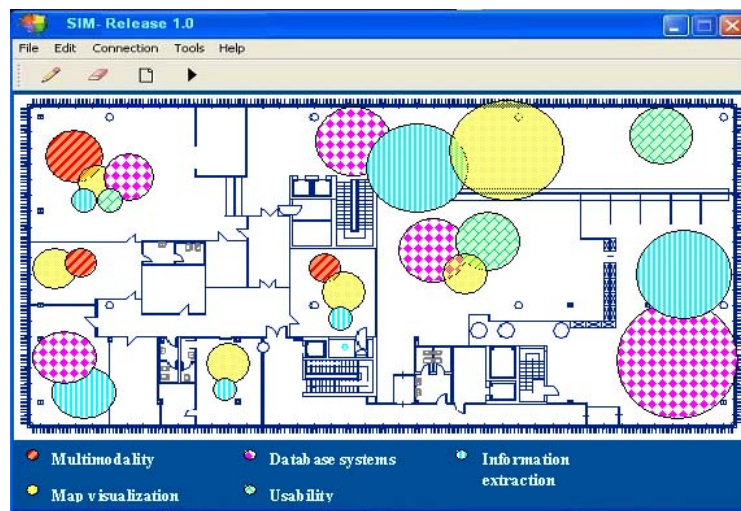 SIM- Release 1.0
File Edit Connection Tools Help
Multimodality
Database systems
Information
extraction
Map visualization
Usability